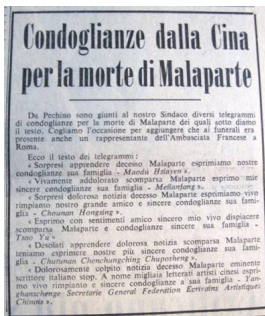 Condoglianze dalla Cina
per la morte di Malaparte
Da Pechino sono giunti al nostro Sindaco diversi telegrammi
di condoglianze per la morte di Malaparte dei quali sotto diamo
il testo. Cogliamo l'occasione per aggiungere che ai funerali era
presente anche un rappresentante dell'Ambasciata Francese a
Roma.
Ecco il testo dei telegrammi:
« Sorpresi apprendere decesso Malaparte esprimiamo nostre
condoglianze sua famiglia - Maodu Hsiayen ».
« Vivamente addolorato scomparsa Malaparte esprimo mie
sincere condoglianze sua famiglia » - Meilanfang ».
« Sorpresi dolorosa notizia decesso Malaparte esprimiamo vivo
rimpianto nostro grande amico e sincere condoglianze a sua fami-
glia - Chounan Hongsing ».
« Esprimo con sentimenti amico sincero mio vivo dispiacere
scomparsa Malaparte e condoglianze sincere sua famiglia -
Tsao Yu ».
« Desolati apprendere dolorosa notizia scomparsa Malaparte
teniamo esprimere nostre più sincere condoglianze sua fami-
glia - Chutunan Chenchungching Chuposheng ».
« Dolorosamente colpito notizia decesso Malaparte eminente
scrittore italiano stop. A nome migliaia letterati artisti cinesi espri-
mo vivo rimpianto e sincere condoglianze a sua famiglia - Yan-
ghanscheng Secretarie General Federation Ecrivains Artistiques
Chinois ».